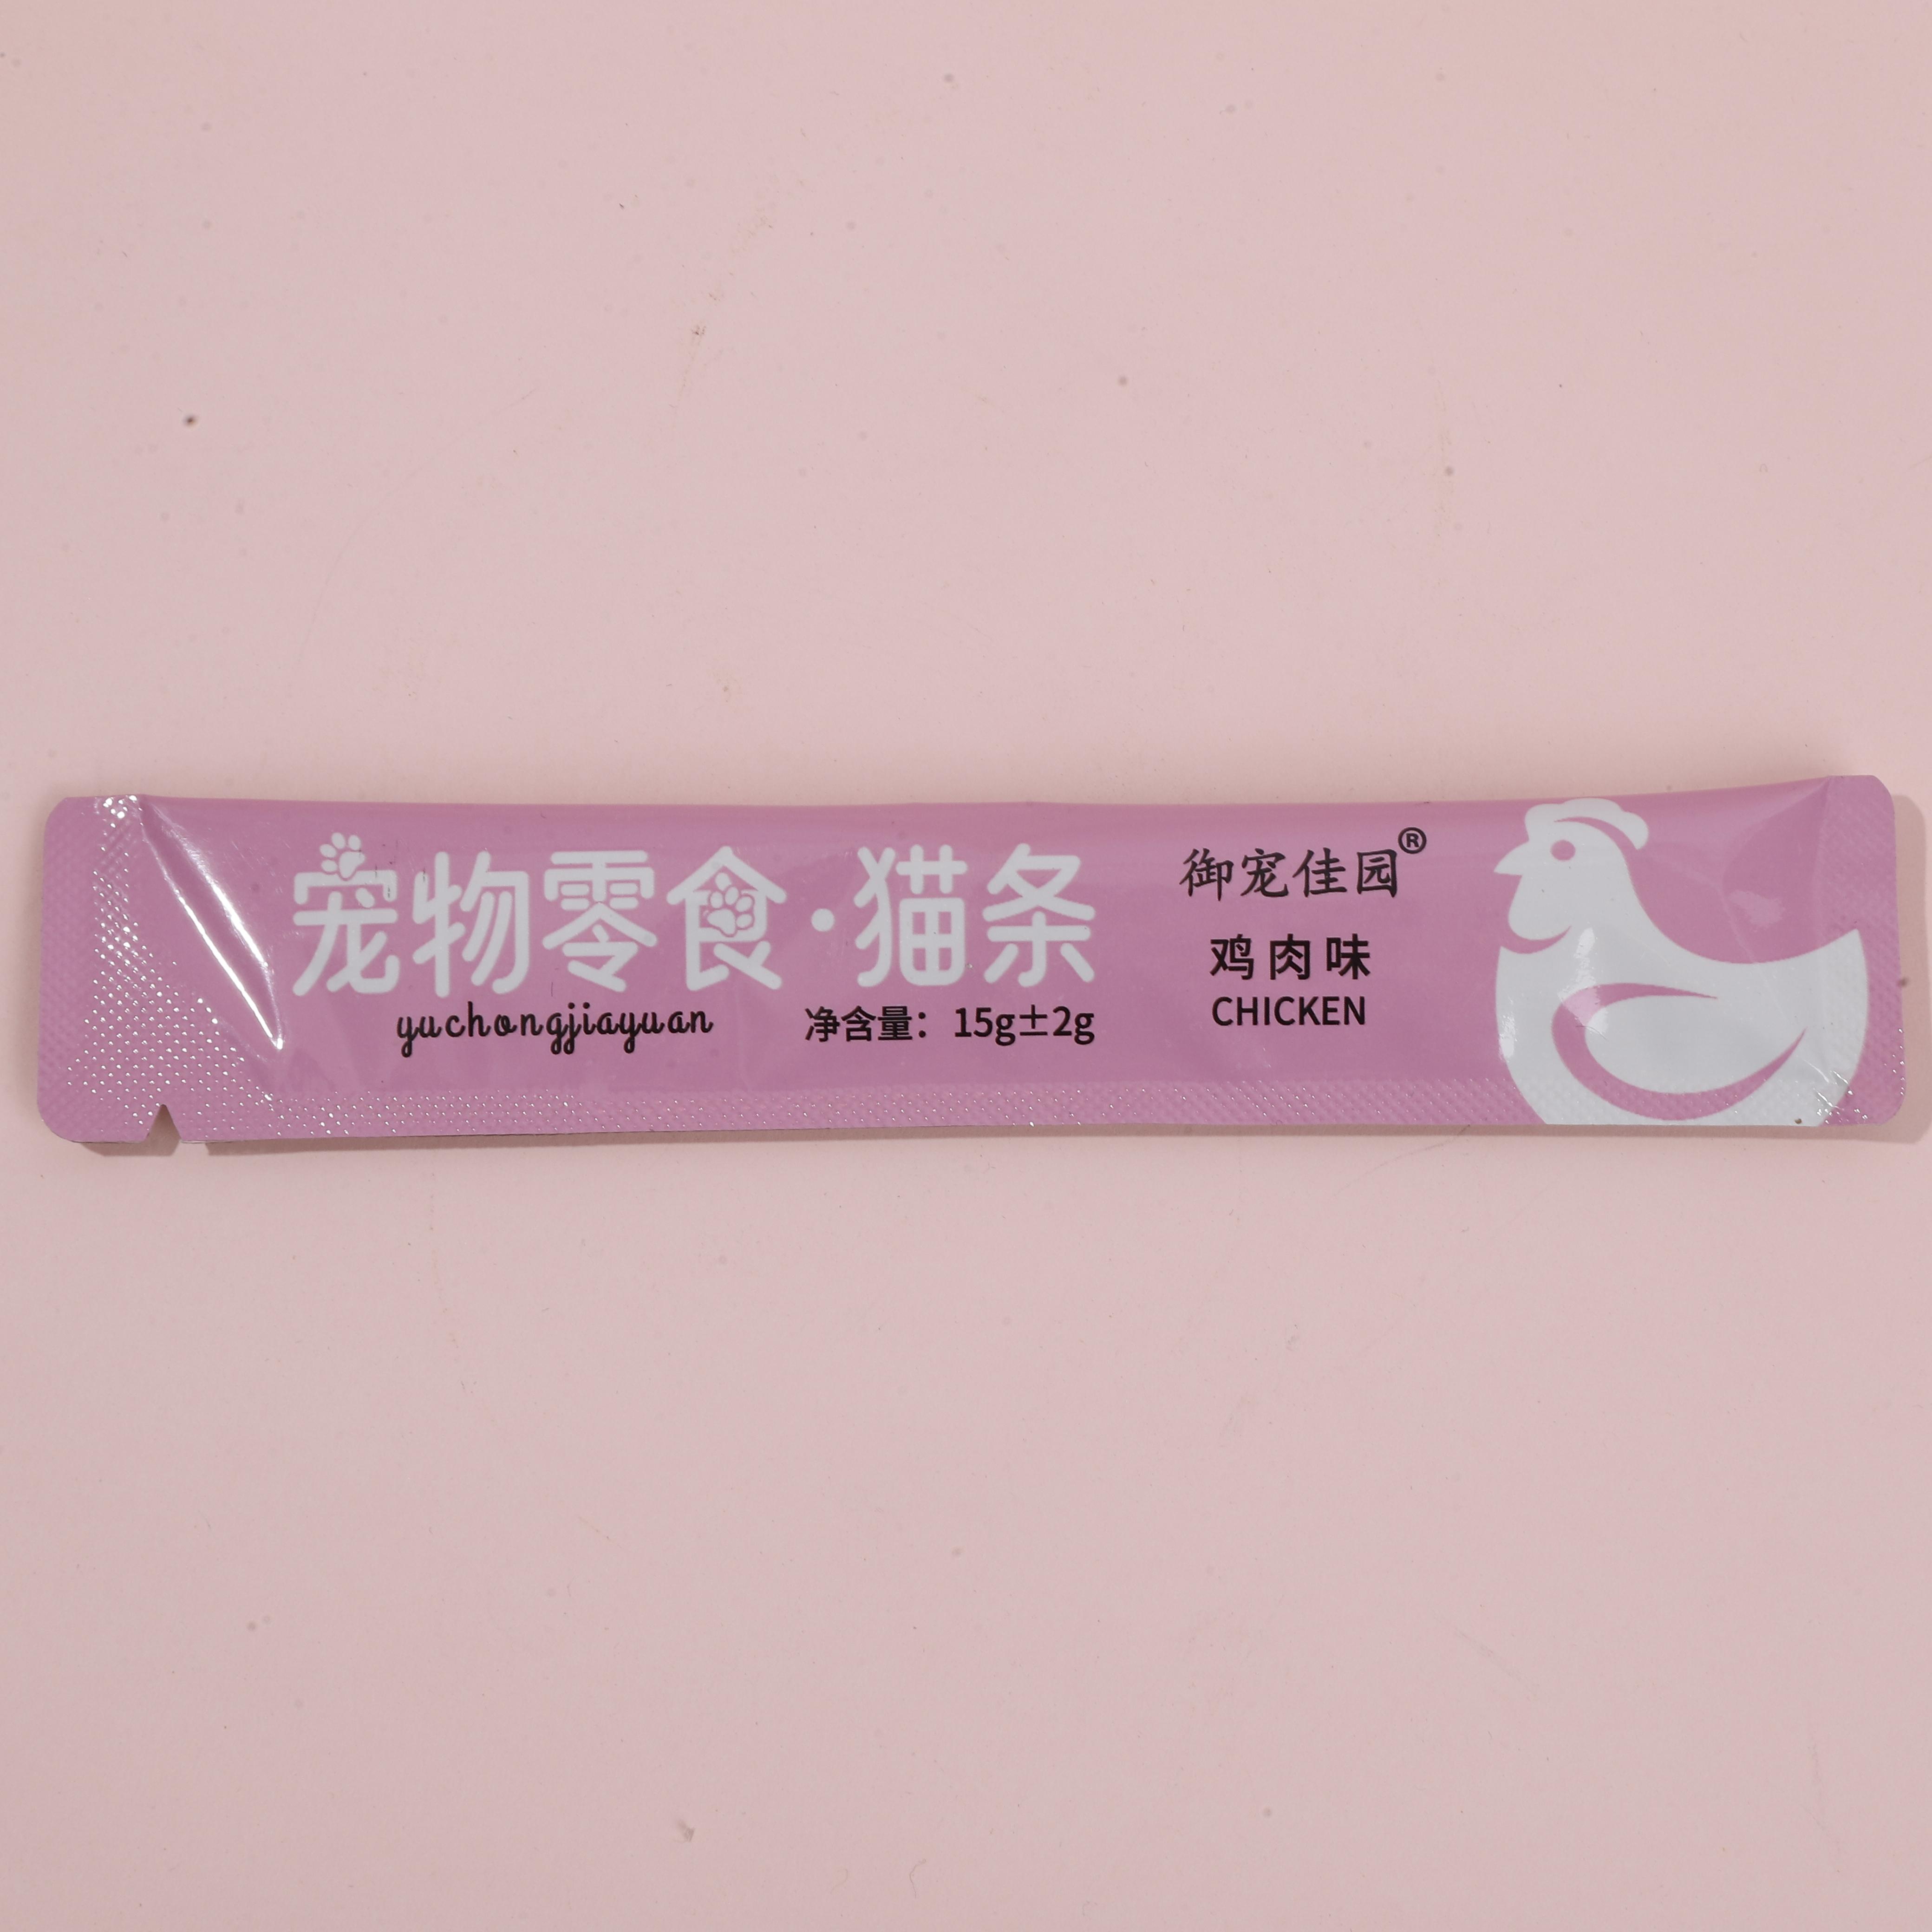 宠物零食·猫条
yuchongjiayuan
净含量：15g±2g
御宠佳园®
鸡肉味
CHICKEN